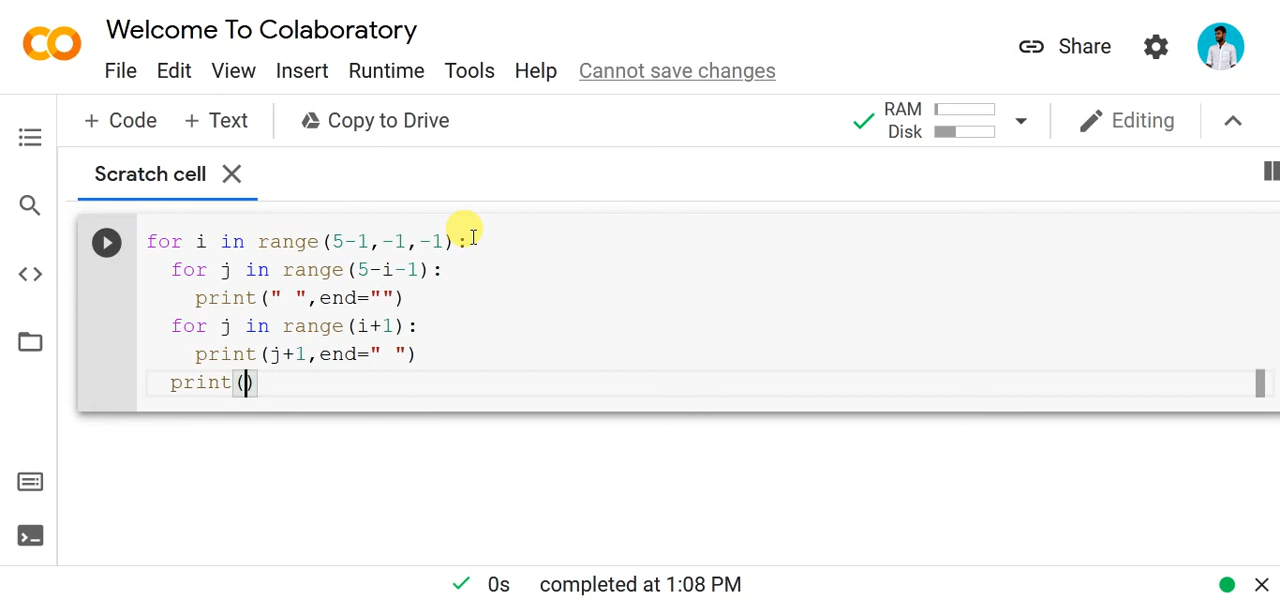 Welcome To Colaboratory
File Edit View Insert Runtime Tools Help Cannot save changes
Share
+ Code + Text Copy to Drive
RAM
Disk
Editing
Scratch cell
for i in range(5-1,-1,-1):
  for j in range(5-i-1):
    print(" ",end="")
  for j in range(i+1):
    print(j+1,end=" ")
  print()
0s completed at 1:08 PM